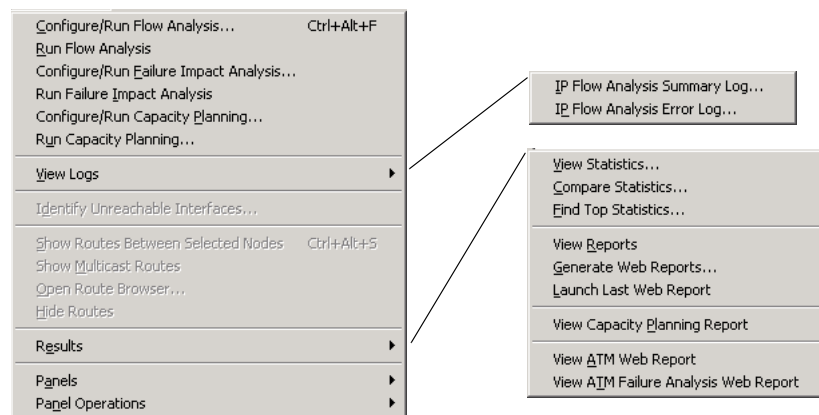 Configure/Run Flow Analysis... Ctrl+Alt+F
Run Flow Analysis
Configure/Run Failure Impact Analysis...
Run Failure Impact Analysis
Configure/Run Capacity Planning...
Run Capacity Planning...
View Logs
Identify Unreachable Interfaces...
Show Routes Between Selected Nodes Ctrl+Alt+S
Show Multicast Routes
Open Route Browser...
Hide Routes
Results
Panels
Panel Operations
IP Flow Analysis Summary Log...
IP Flow Analysis Error Log...
View Statistics...
Compare Statistics...
Find Top Statistics...
View Reports
Generate Web Reports...
Launch Last Web Report
View Capacity Planning Report
View ATM Web Report
View ATM Failure Analysis Web Report